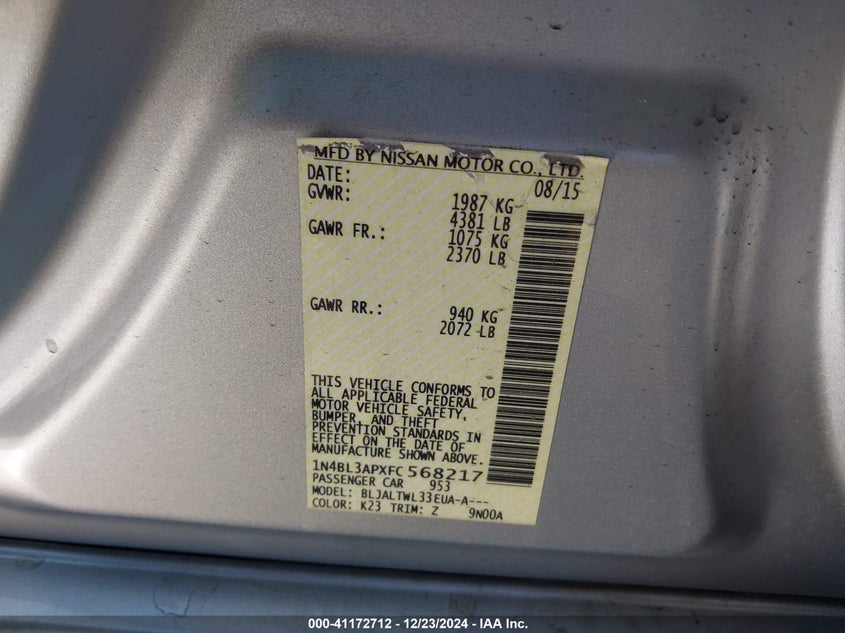 MFD BY NISSAN MOTOR CO., LTD.
DATE: 08/15
GVWR: 1987 KG
4381 LB
GAWR FR.: 1075 KG
2370 LB
GAWR RR.: 940 KG
2072 LB
THIS VEHICLE CONFORMS TO
ALL APPLICABLE FEDERAL
MOTOR VEHICLE SAFETY,
BUMPER, AND THEFT
PREVENTION STANDARDS IN
EFFECT ON THE DATE OF
MANUFACTURE SHOWN ABOVE.
1N4BL3APXFC568217
PASSENGER CAR 953
MODEL: BLJALTWL33EUA-A---
COLOR: K23 TRIM: Z 9N00A
000-41172712 - 12/23/2024 - IAA Inc.